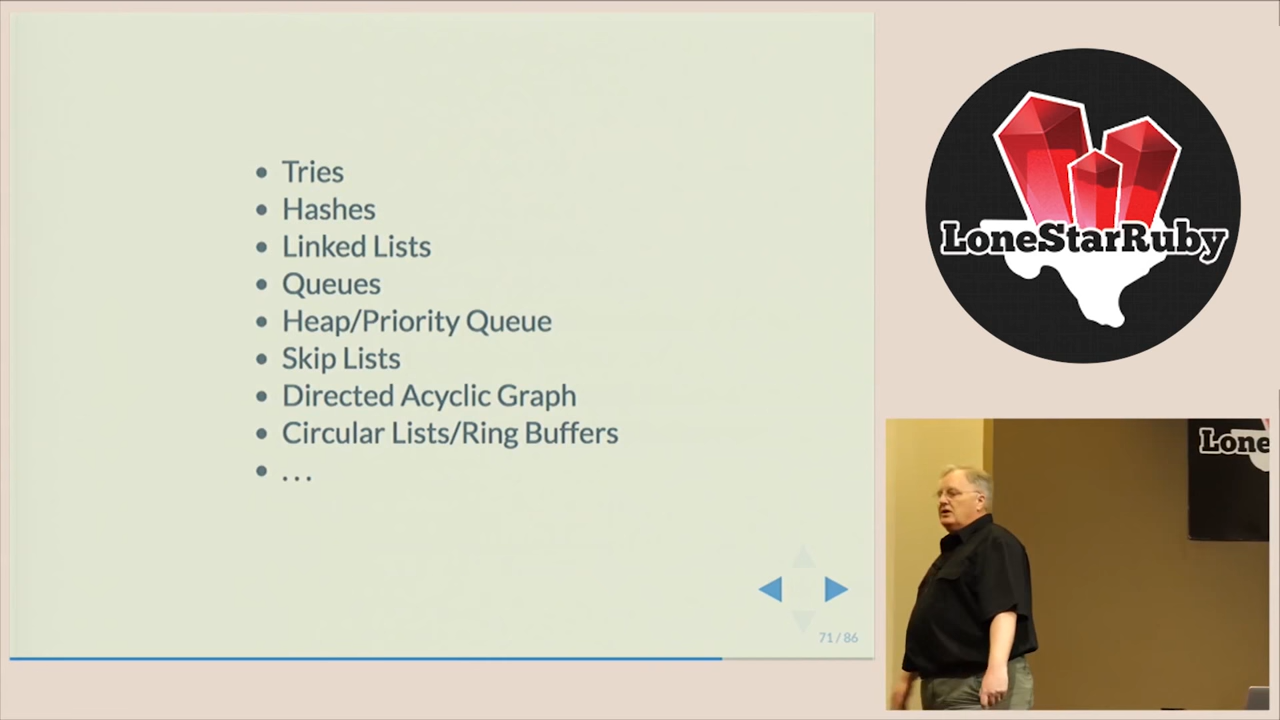 Tries
Hashes
Linked Lists
Queues
Heap/Priority Queue
Skip Lists
Directed Acyclic Graph
Circular Lists/Ring Buffers
...
71 / 86
LoneStarRuby
Lone